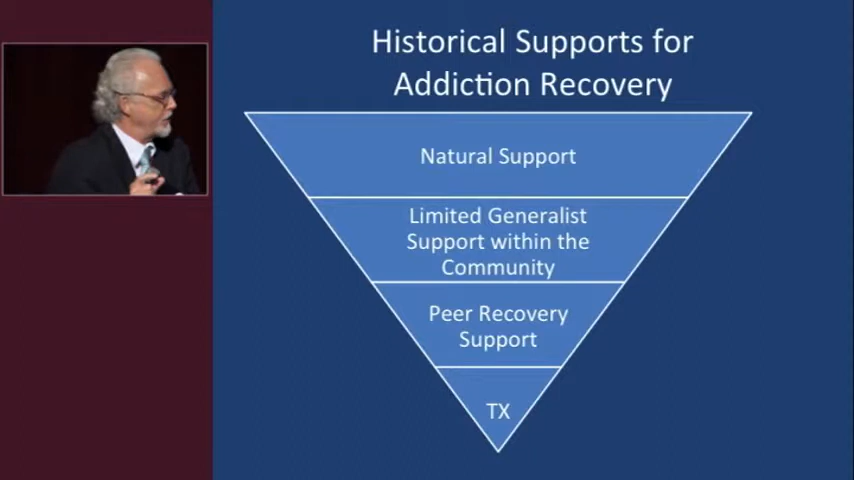 Historical Supports for
Addiction Recovery
Natural Support
Limited Generalist
Support within the
Community
Peer Recovery
Support
TX